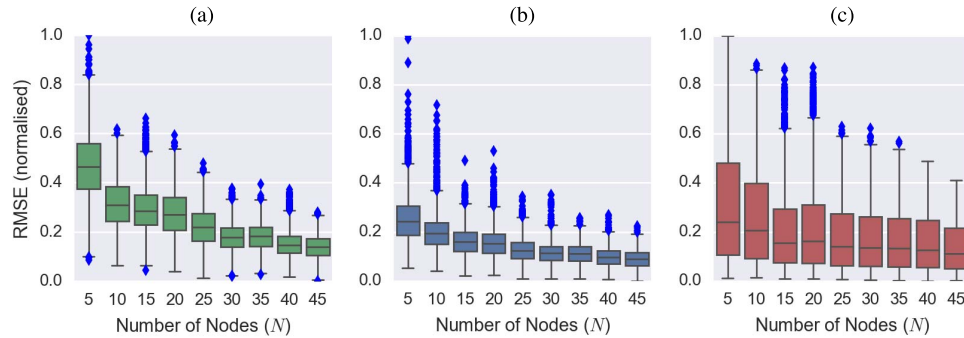 (a) (b) (c)
1.0 1.0 1.0
0.8 0.8 0.8
0.6 0.6 0.6
0.4 0.4 0.4
0.2 0.2 0.2
0.0 0.0 0.0
RMSE (normalised)
5 10 15 20 25 30 35 40 45 5 10 15 20 25 30 35 40 45 5 10 15 20 25 30 35 40 45
Number of Nodes (N) Number of Nodes (N) Number of Nodes (N)